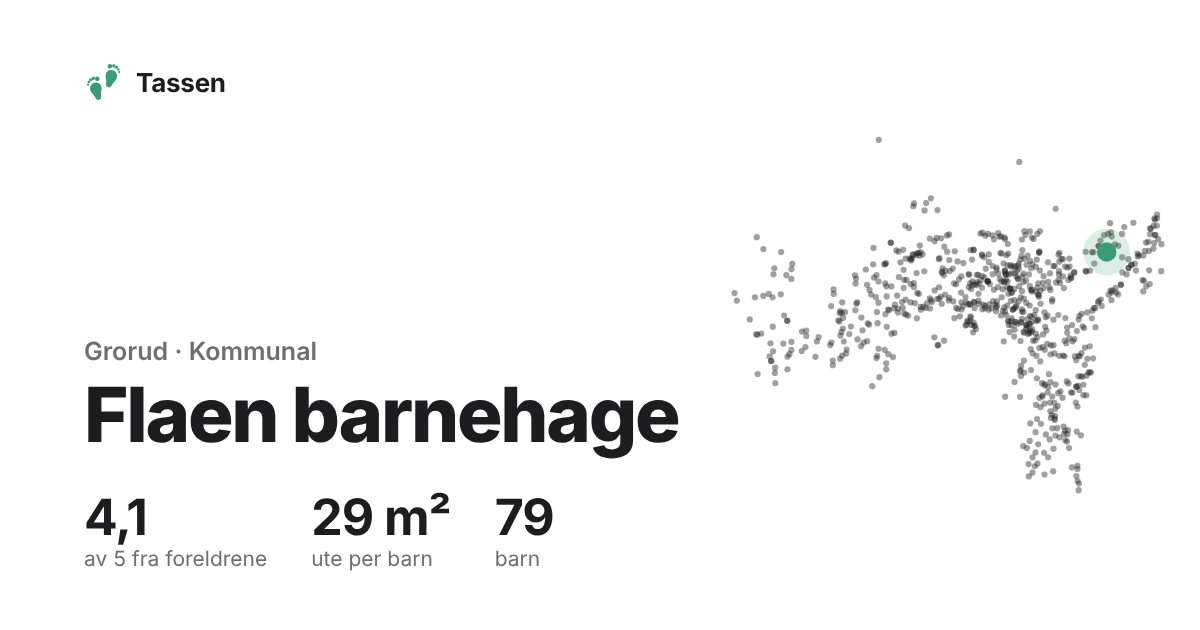 Tassen
Grorud · Kommunal
Flaen barnehage
4,1 29 m² 79
av 5 fra foreldrene ute per barn barn